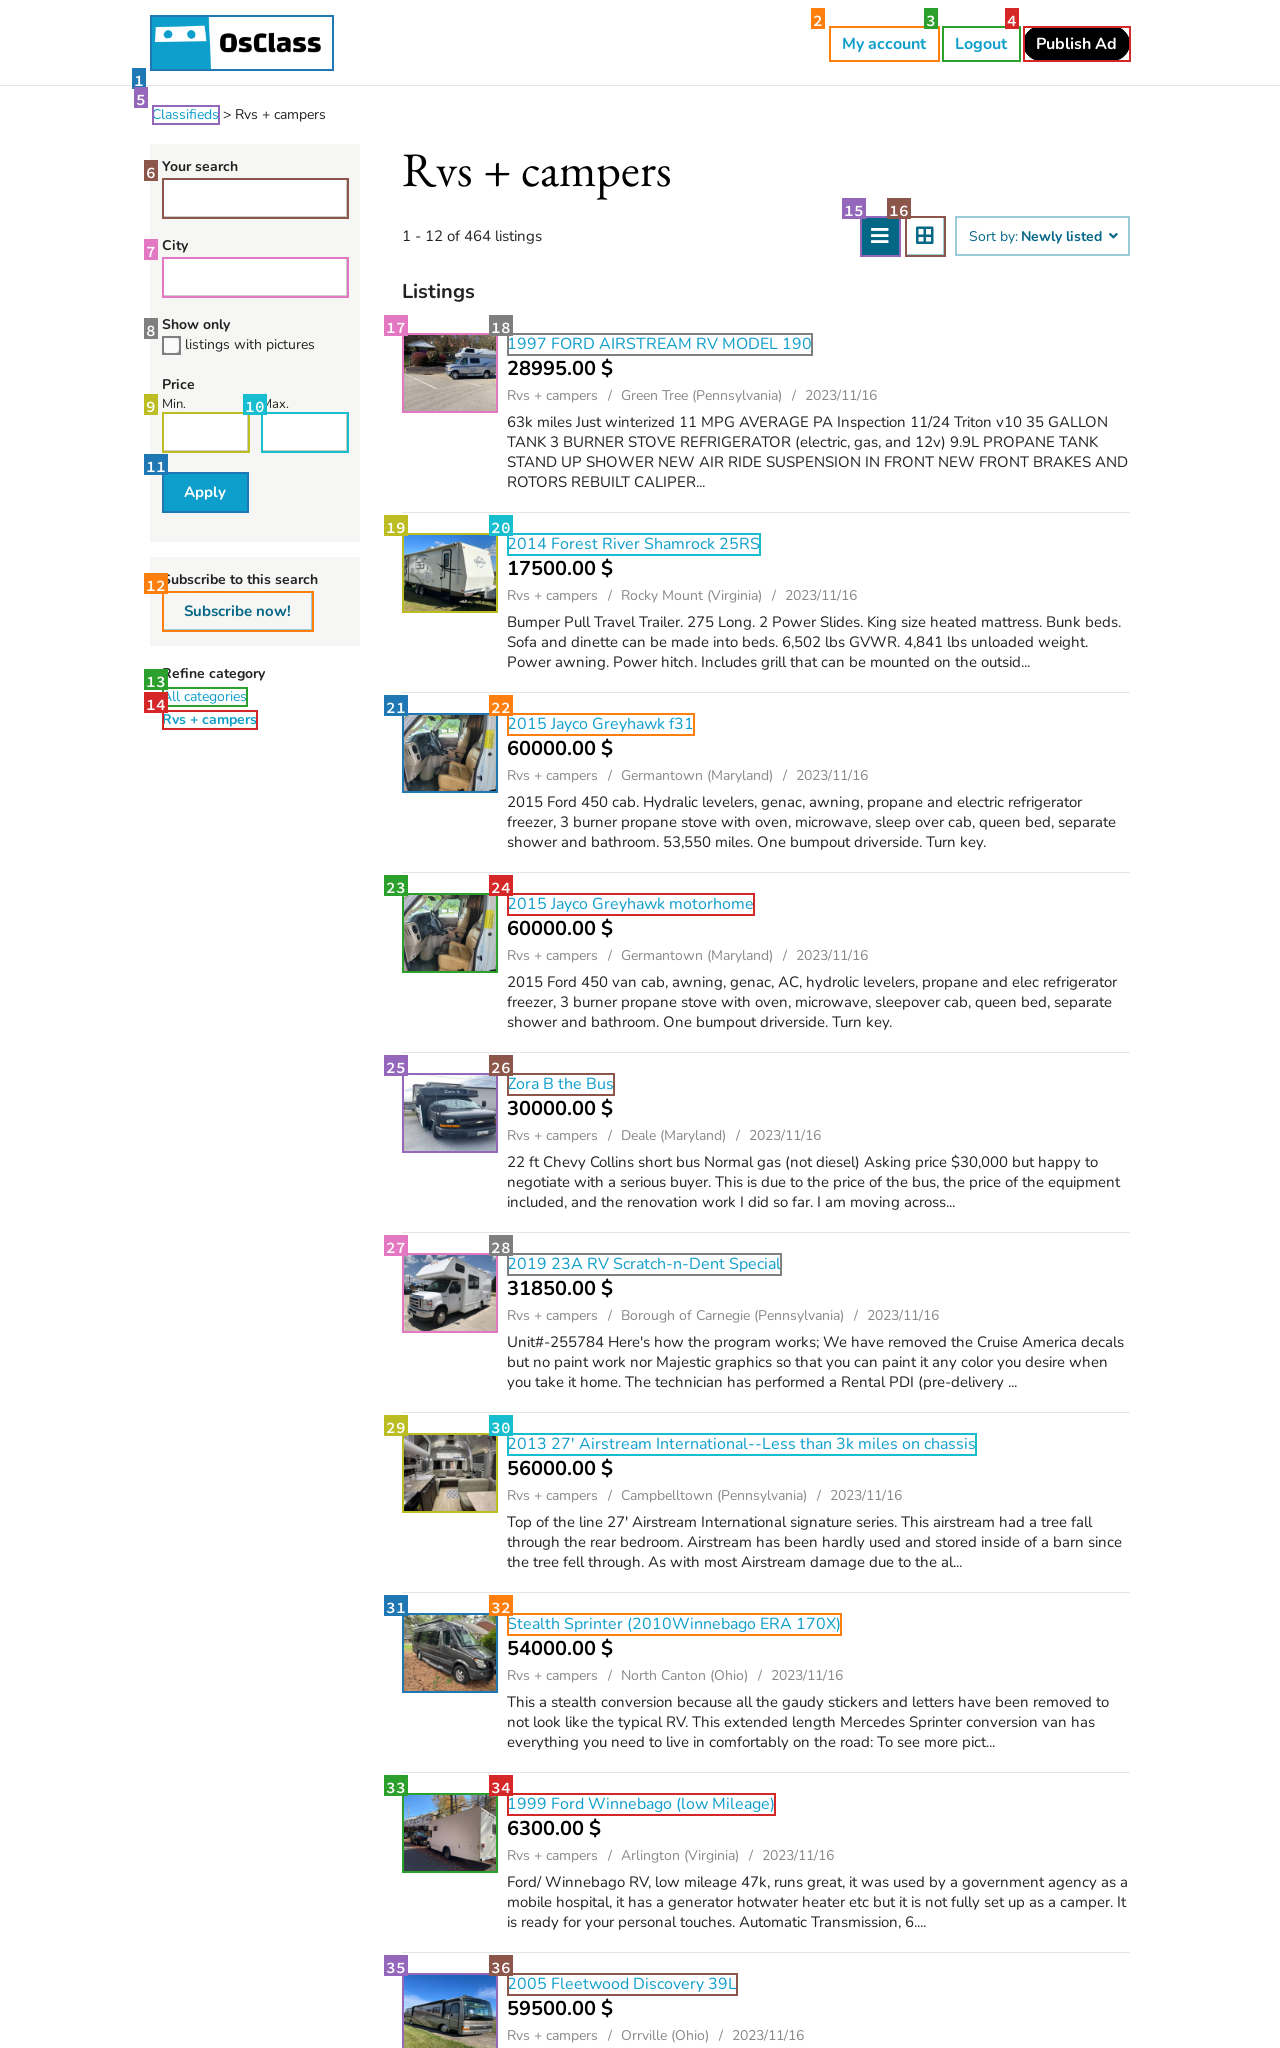 OsClass
2
3
4
My account
Logout
Publish Ad
1
5
Classifieds > Rvs + campers
6
Your search
7
City
8
Show only
listings with pictures
Price
9
Min.
10
Max.
11
Apply
12
Subscribe to this search
Subscribe now!
Refine category
13
All categories
14
Rvs + campers
Rvs + campers
1 - 12 of 464 listings
15
16
Sort by: Newly listed
Listings
17
18
1997 FORD AIRSTREAM RV MODEL 190
28995.00 $
Rvs + campers / Green Tree (Pennsylvania) / 2023/11/16
63k miles Just winterized 11 MPG AVERAGE PA Inspection 11/24 Triton v10 35 GALLON
TANK 3 BURNER STOVE REFRIGERATOR (electric, gas, and 12v) 9.9L PROPANE TANK
STAND UP SHOWER NEW AIR RIDE SUSPENSION IN FRONT NEW FRONT BRAKES AND
ROTORS REBUILT CALIPER...
19
20
2014 Forest River Shamrock 25RS
17500.00 $
Rvs + campers / Rocky Mount (Virginia) / 2023/11/16
Bumper Pull Travel Trailer. 275 Long. 2 Power Slides. King size heated mattress. Bunk beds.
Sofa and dinette can be made into beds. 6,502 lbs GVWR. 4,841 lbs unloaded weight.
Power awning. Power hitch. Includes grill that can be mounted on the outsid...
21
22
2015 Jayco Greyhawk f31
60000.00 $
Rvs + campers / Germantown (Maryland) / 2023/11/16
2015 Ford 450 cab. Hydralic levelers, genac, awning, propane and electric refrigerator
freezer, 3 burner propane stove with oven, microwave, sleep over cab, queen bed, separate
shower and bathroom. 53,550 miles. One bumpout driverside. Turn key.
23
24
2015 Jayco Greyhawk motorhome
60000.00 $
Rvs + campers / Germantown (Maryland) / 2023/11/16
2015 Ford 450 van cab, awning, genac, AC, hydrolic levelers, propane and elec refrigerator
freezer, 3 burner propane stove with oven, microwave, sleepover cab, queen bed, separate
shower and bathroom. One bumpout driverside. Turn key.
25
26
Zora B the Bus
30000.00 $
Rvs + campers / Deale (Maryland) / 2023/11/16
22 ft Chevy Collins short bus Normal gas (not diesel) Asking price $30,000 but happy to
negotiate with a serious buyer. This is due to the price of the bus, the price of the equipment
included, and the renovation work I did so far. I am moving across...
27
28
2019 23A RV Scratch-n-Dent Special
31850.00 $
Rvs + campers / Borough of Carnegie (Pennsylvania) / 2023/11/16
Unit#-255784 Here's how the program works; We have removed the Cruise America decals
but no paint work nor Majestic graphics so that you can paint it any color you desire when
you take it home. The technician has performed a Rental PDI (pre-delivery ...
29
30
2013 27' Airstream International--Less than 3k miles on chassis
56000.00 $
Rvs + campers / Campbelltown (Pennsylvania) / 2023/11/16
Top of the line 27' Airstream International signature series. This airstream had a tree fall
through the rear bedroom. Airstream has been hardly used and stored inside of a barn since
the tree fell through. As with most Airstream damage due to the al...
31
32
Stealth Sprinter (2010Winnebago ERA 170X)
54000.00 $
Rvs + campers / North Canton (Ohio) / 2023/11/16
This a stealth conversion because all the gaudy stickers and letters have been removed to
not look like the typical RV. This extended length Mercedes Sprinter conversion van has
everything you need to live in comfortably on the road: To see more pict...
33
34
1999 Ford Winnebago (low Mileage)
6300.00 $
Rvs + campers / Arlington (Virginia) / 2023/11/16
Ford/ Winnebago RV, low mileage 47k, runs great, it was used by a government agency as a
mobile hospital, it has a generator hotwater heater etc but it is not fully set up as a camper. It
is ready for your personal touches. Automatic Transmission, 6....
35
36
2005 Fleetwood Discovery 39L
59500.00 $
Rvs + campers / Orrville (Ohio) / 2023/11/16